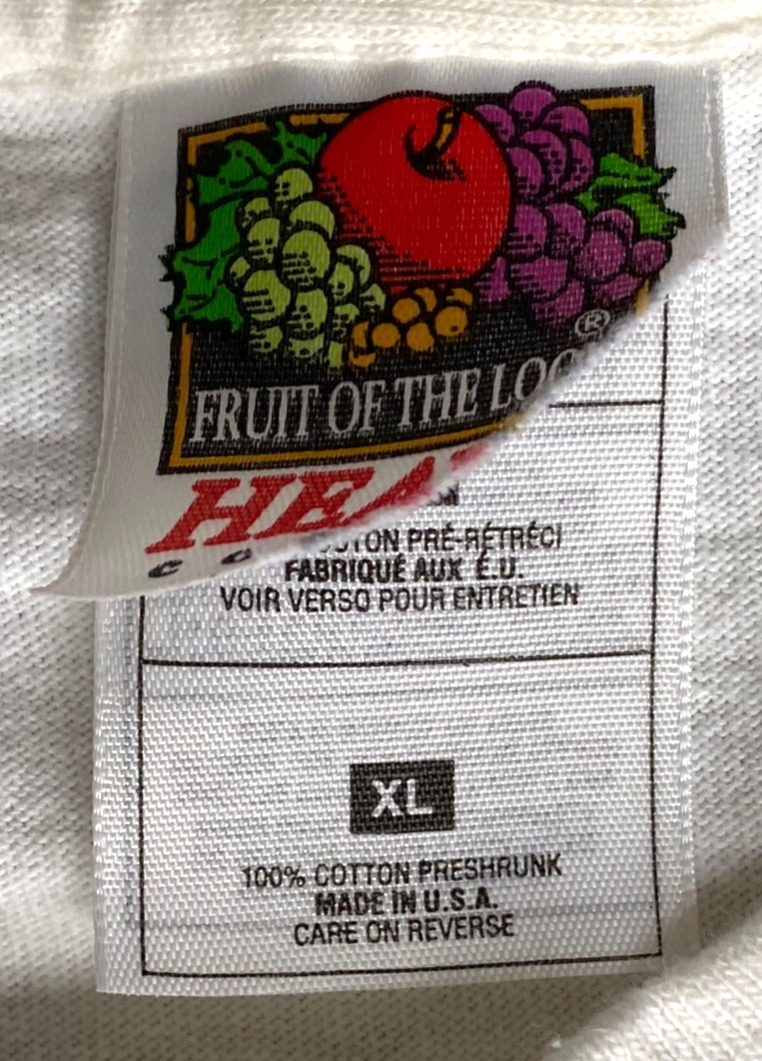 ®
FRUIT OF THE LOO
HEA
C O
PRÉ-RÉTRÉCI
FABRIQUÉ AUX É.U.
VOIR VERSO POUR ENTRETIEN
XL
100% COTTON PRESHRUNK
MADE IN U.S.A.
CARE ON REVERSE